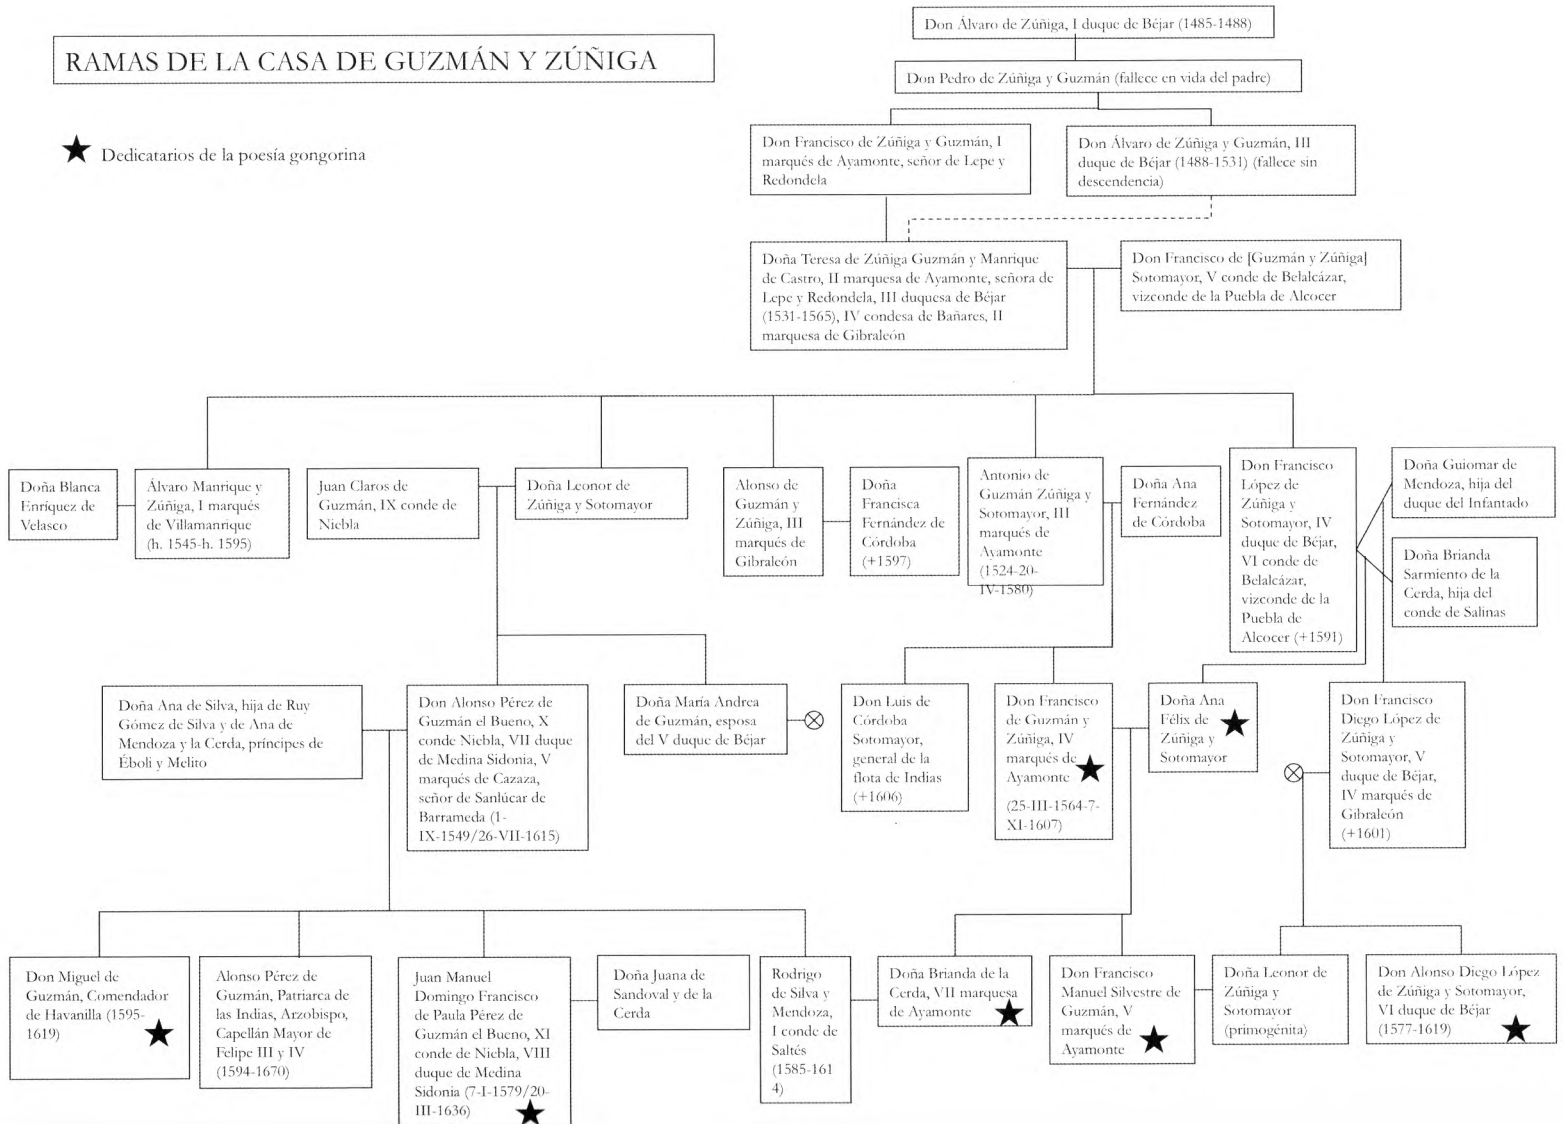 Don Álvaro de Zúñiga, I duque de Béjar (1485-1488)
RAMAS DE LA CASA DE GUZMÁN Y ZÚÑIGA
Don Pedro de Zúñiga y Guzmán (fallece en vida del padre)
Dedicatarios de la poesía gongorina
Don Francisco de Zúñiga y Guzmán, I
marqués de Ayamonte, señor de Lepe y
Redondela
Don Álvaro de Zúñiga y Guzmán, III
duque de Béjar (1488-1531) (fallece sin
descendencia)
Doña Teresa de Zúñiga Guzmán y Manrique
de Castro, II marquesa de Ayamonte, señora de
Lepe y Redondela, III duquesa de Béjar
(1531-1565), IV condesa de Bañares, II
marquesa de Gibraleón
Don Francisco de [Guzmán y Zúñiga]
Sotomayor, V conde de Belalcázar,
vizconde de la Puebla de Alcocer
Doña Blanca
Enríquez de
Velasco
Álvaro Manrique y
Zúñiga, I marqués
de Villamanrique
(h. 1545-h. 1595)
Juan Claros de
Guzmán, IX conde de
Niebla
Doña Leonor de
Zúñiga y Sotomayor
Alonso de
Guzmán y
Zúñiga, III
marqués de
Gibraleón
Doña
Francisca
Fernández de
Córdoba
(+1597)
Antonio de
Guzmán Zúñiga y
Sotomayor, III
marqués de
Ayamonte
(1524-20-
IV-1580)
Doña Ana
Fernández
de Córdoba
Don Francisco
López de
Zúñiga y
Sotomayor, IV
duque de Béjar,
VI conde de
Belalcázar,
vizconde de la
Puebla de
Alcocer (+1591)
Doña Guiomar de
Mendoza, hija del
duque del Infantado
Doña Brianda
Sarmiento de la
Cerda, hija del
conde de Salinas
Doña Ana de Silva, hija de Ruy
Gómez de Silva y de Ana de
Mendoza y la Cerda, príncipes de
Éboli y Melito
Don Alonso Pérez de
Guzmán el Bueno, X
conde Niebla, VII duque
de Medina Sidonia, V
marqués de Cazaza,
señor de Sanlúcar de
Barrameda (1-
IX-1549/26-VII-1615)
Doña María Andrea
de Guzmán, esposa
del V duque de Béjar
Don Luis de
Córdoba
Sotomayor,
general de la
flota de Indias
(+1606)
Don Francisco
de Guzmán y
Zúñiga, IV
marqués de
Ayamonte
(25-III-1564-7-
XI-1607)
Doña Ana
Félix de
Zúñiga y
Sotomayor
Don Francisco
Diego López de
Zúñiga y
Sotomayor, V
duque de Béjar,
IV marqués de
Gibraleón
(+1601)
Don Miguel de
Guzmán, Comendador
de Havanilla (1595-
1619)
Alonso Pérez de
Guzmán, Patriarca de
las Indias, Arzobispo,
Capellán Mayor de
Felipe III y IV
(1594-1670)
Juan Manuel
Domingo Francisco
de Paula Pérez de
Guzmán el Bueno, XI
conde de Niebla, VIII
duque de Medina
Sidonia (7-I-1579/20-
III-1636)
Doña Juana de
Sandoval y de la
Cerda
Rodrigo
de Silva y
Mendoza,
I conde de
Saltés
(1585-161
4)
Doña Brianda de la
Cerda, VII marquesa
de Ayamonte
Don Francisco
Manuel Silvestre de
Guzmán, V
marqués de
Ayamonte
Doña Leonor de
Zúñiga y
Sotomayor
(primogénita)
Don Alonso Diego López
de Zúñiga y Sotomayor,
VI duque de Béjar
(1577-1619)